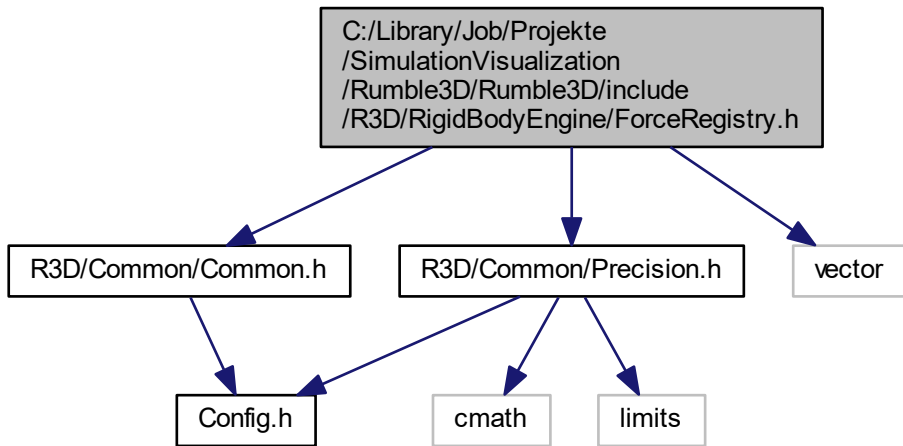 C:/Library/Job/Projekte
/SimulationVisualization
/Rumble3D/Rumble3D/include
/R3D/RigidBodyEngine/ForceRegistry.h
R3D/Common/Common.h
R3D/Common/Precision.h
vector
Config.h
cmath
limits